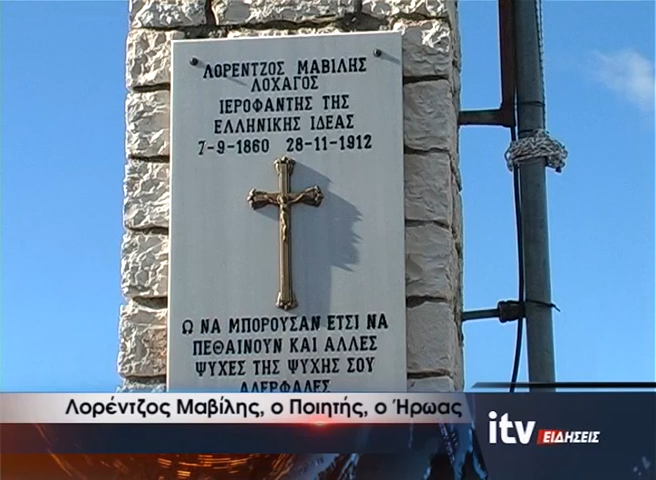 ΛΟΡΕΝΤΖΟΣ ΜΑΒΙΛΗΣ
ΛΟΧΑΓΟΣ
ΙΕΡΟΦΑΝΤΗΣ ΤΗΣ
ΕΛΛΗΝΙΚΗΣ ΙΔΕΑΣ
7-9-1860 28-11-1912
Ω ΝΑ ΜΠΟΡΟΥΣΑΝ ΕΤΣΙ ΝΑ
ΠΕΘΑΙΝΟΥΝ ΚΑΙ ΑΛΛΕΣ
ΨΥΧΕΣ ΤΗΣ ΨΥΧΗΣ ΣΟΥ
Λορέντζος Μαβίλης, ο Ποιητής, ο Ήρωας
itv ΕΙΔΗΣΕΙΣ